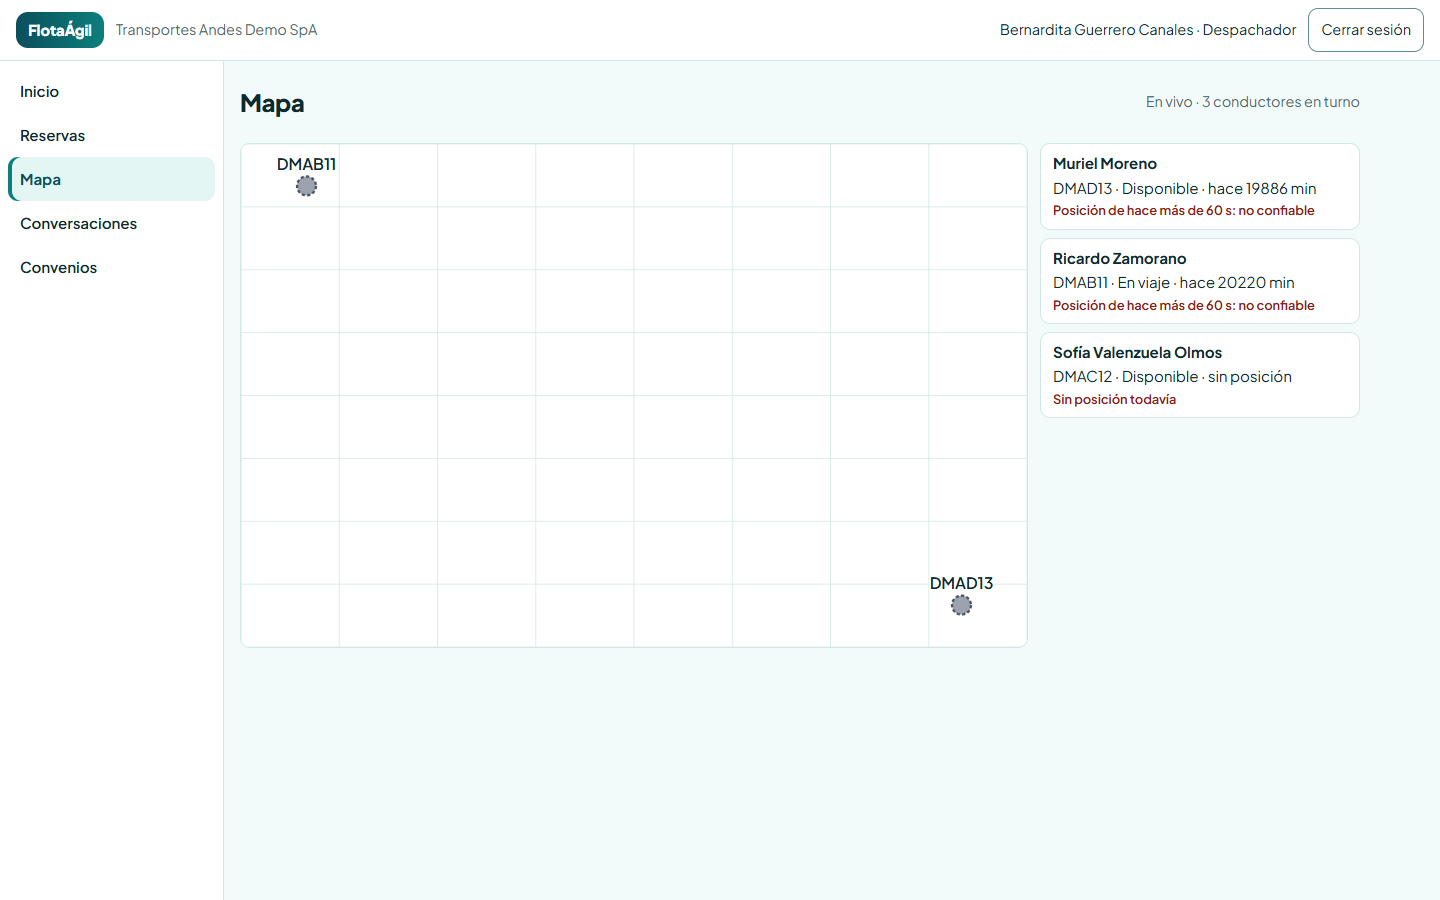 FlotaÁgil
Transportes Andes Demo SpA
Bernardita Guerrero Canales · Despachador
Cerrar sesión
Inicio
Reservas
Mapa
Conversaciones
Convenios
Mapa
En vivo · 3 conductores en turno
DMAB11
DMAD13
Muriel Moreno
DMAD13 · Disponible · hace 19886 min
Posición de hace más de 60 s: no confiable
Ricardo Zamorano
DMAB11 · En viaje · hace 20220 min
Posición de hace más de 60 s: no confiable
Sofía Valenzuela Olmos
DMAC12 · Disponible · sin posición
Sin posición todavía